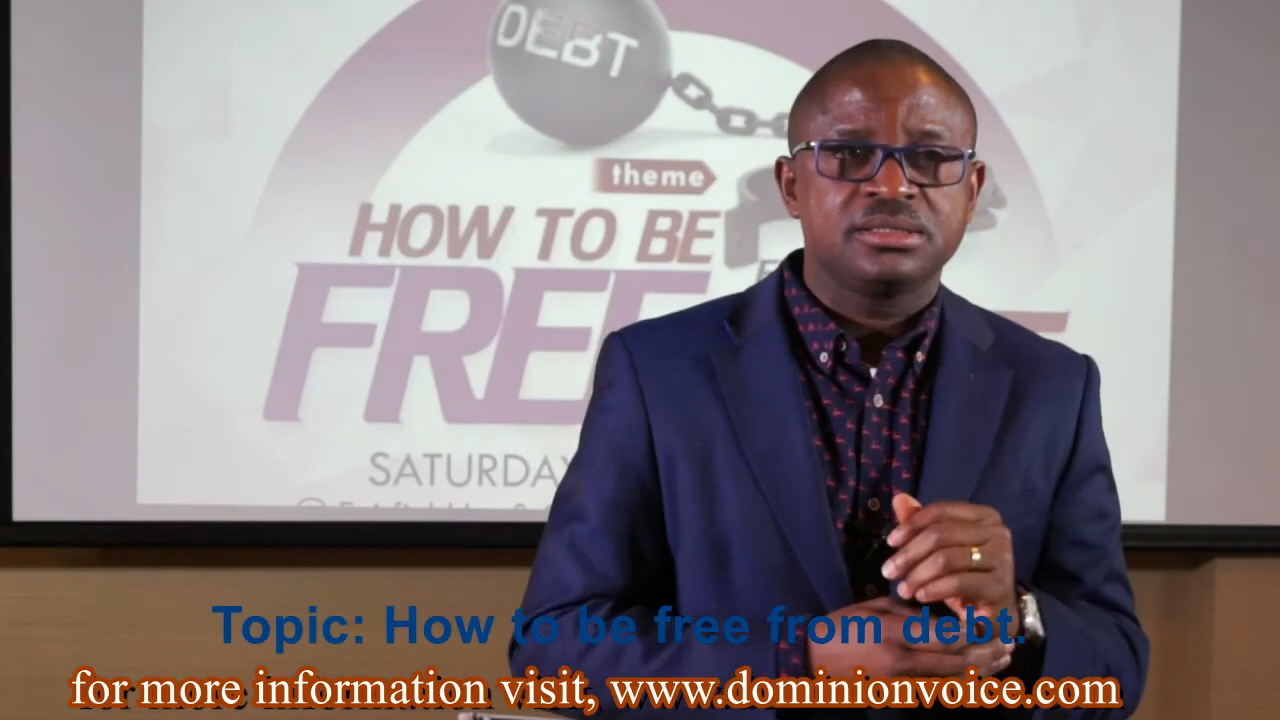 DEBT
theme
HOW TO BE
FREE
SATURDAY
Topic: How to be free from debt.
for more information visit, www.dominionvoice.com